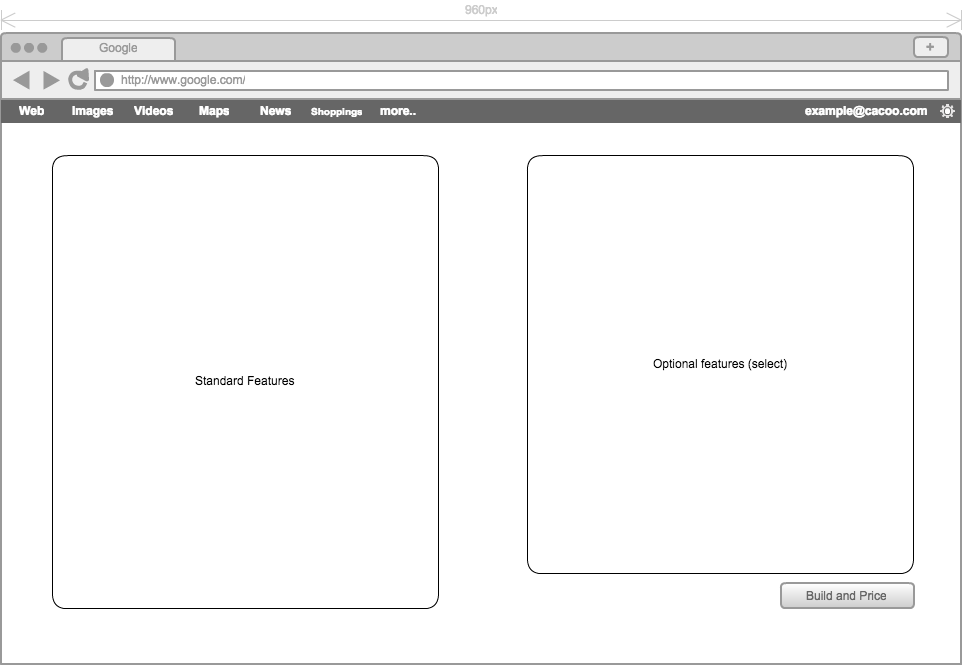 960px
Google
+
http://www.google.com/
Web Images Videos Maps News Shoppings more.. example@cacoo.com
Optional features (select)
Standard Features
Build and Price